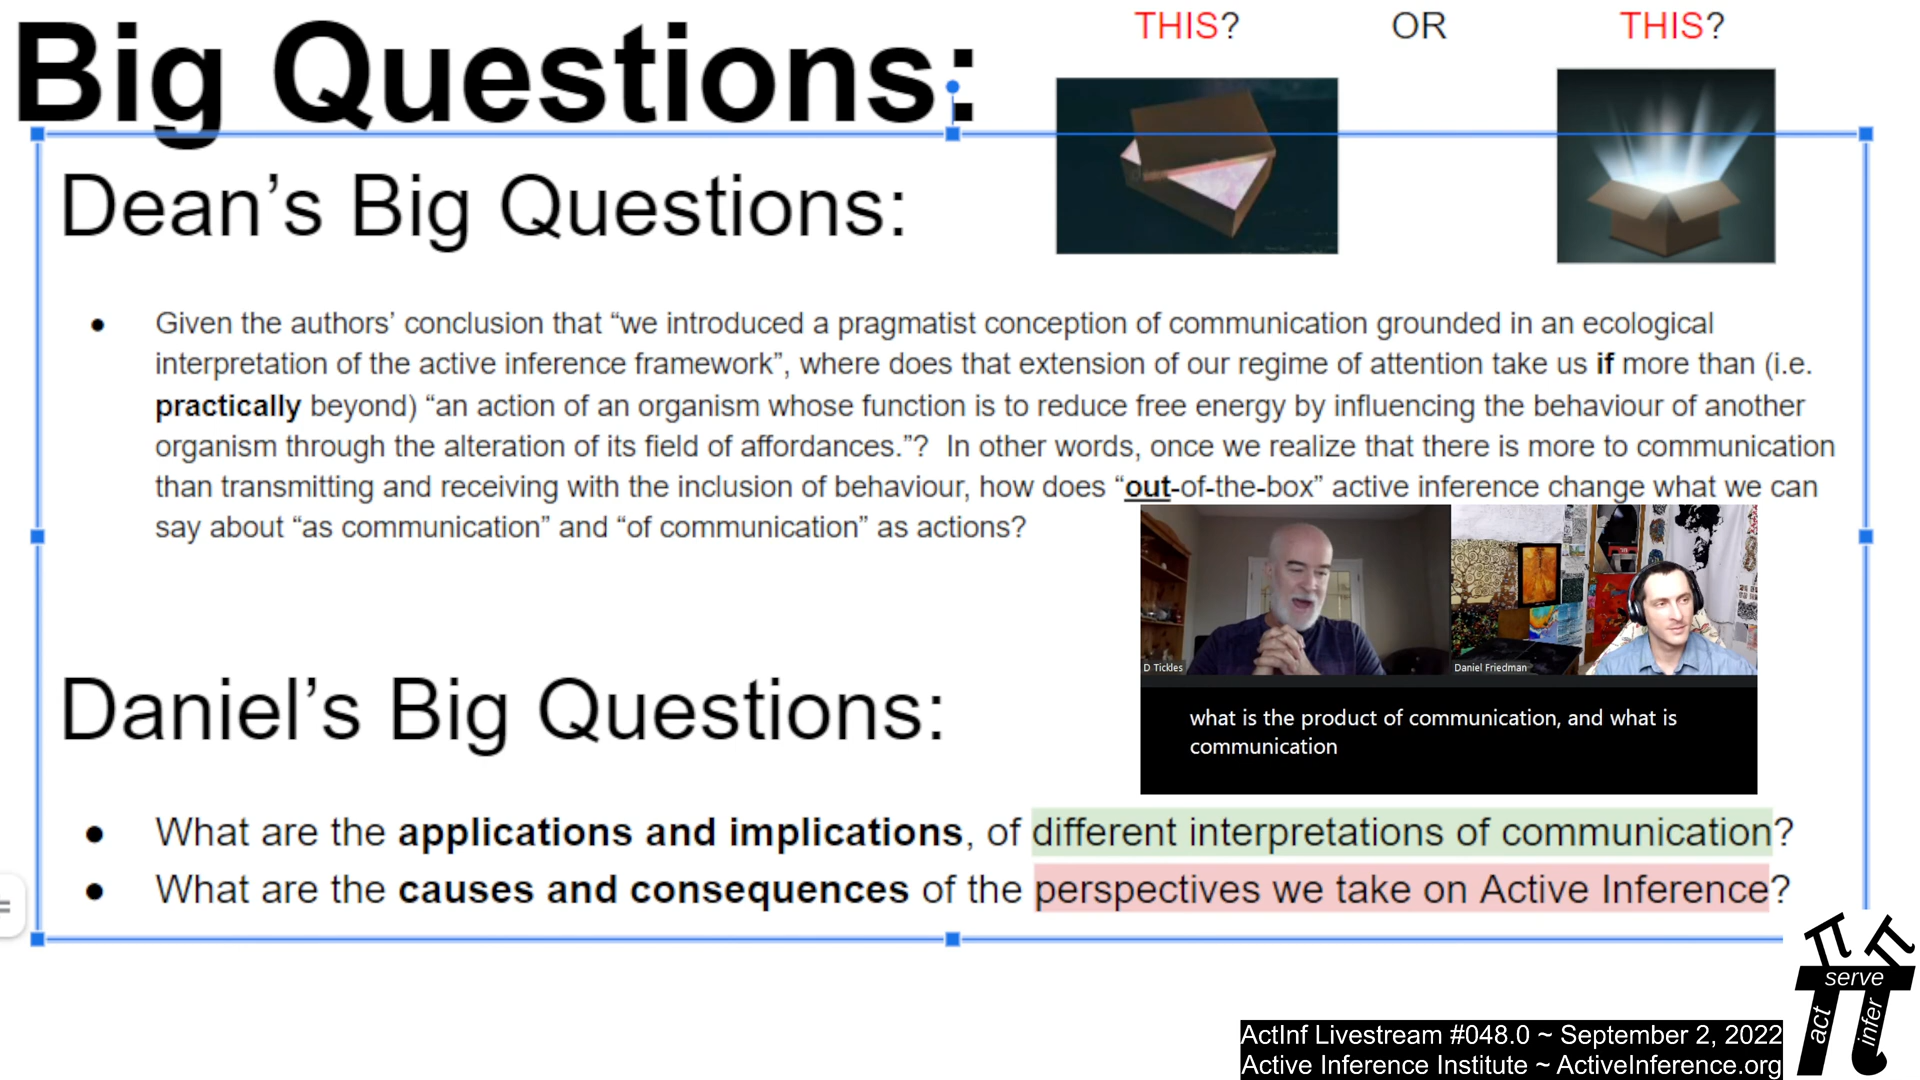 Big Questions:
THIS? OR THIS?
Dean’s Big Questions:
● Given the authors’ conclusion that “we introduced a pragmatist conception of communication grounded in an ecological
interpretation of the active inference framework”, where does that extension of our regime of attention take us if more than (i.e.
practically beyond) “an action of an organism whose function is to reduce free energy by influencing the behaviour of another
organism through the alteration of its field of affordances.”? In other words, once we realize that there is more to communication
than transmitting and receiving with the inclusion of behaviour, how does “out-of-the-box” active inference change what we can
say about “as communication” and “of communication” as actions?
D Tickles
Daniel Friedman
what is the product of communication, and what is
communication
Daniel’s Big Questions:
● What are the applications and implications, of different interpretations of communication?
● What are the causes and consequences of the perspectives we take on Active Inference?
serve
act
infer
ActInf Livestream #048.0 ~ September 2, 2022
Active Inference Institute ~ ActiveInference.org